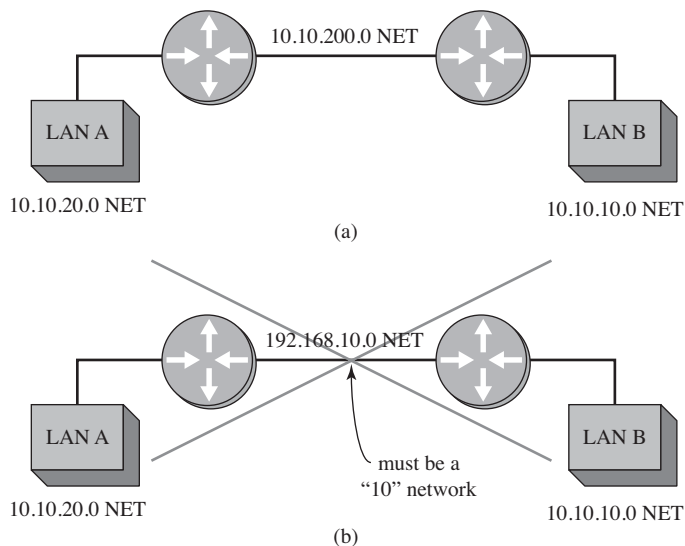 10.10.200.0 NET
LAN A
LAN B
10.10.20.0 NET
10.10.10.0 NET
(a)
192.168.10.0 NET
LAN A
LAN B
must be a
“10” network
10.10.20.0 NET
10.10.10.0 NET
(b)